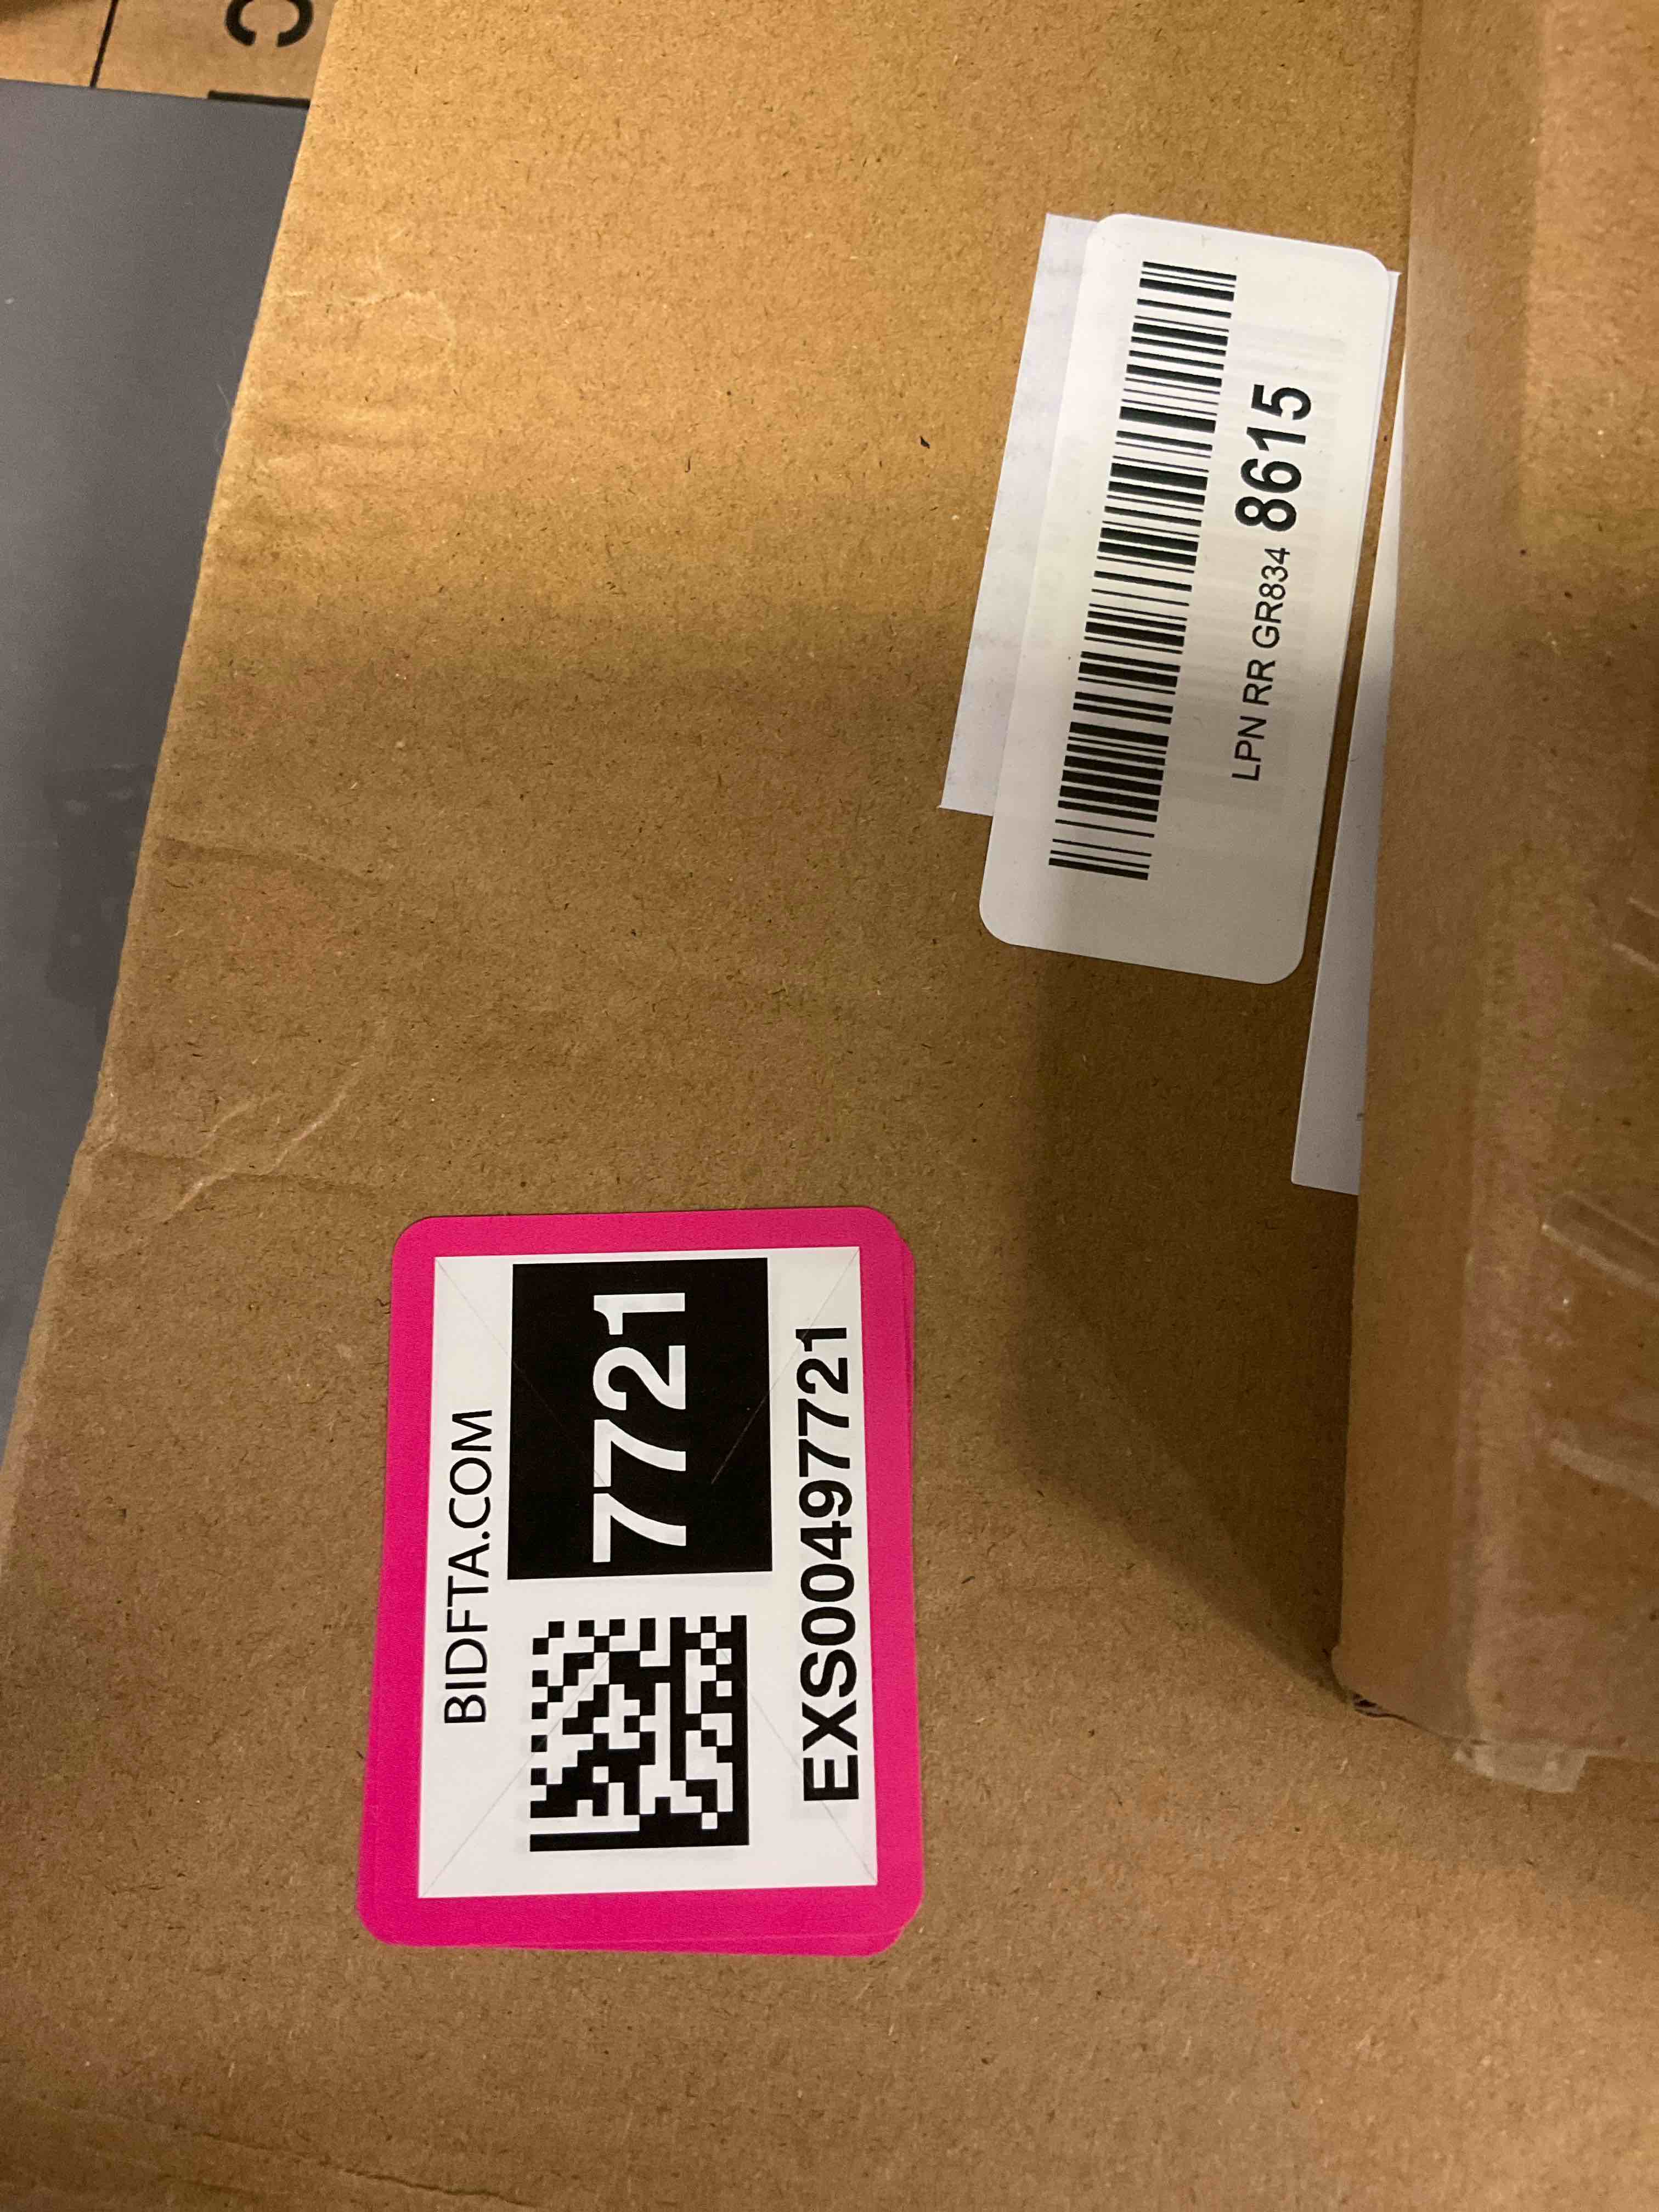 BIDFTA.COM
7721
EXS00497721
LPN RR GR834 8615
C